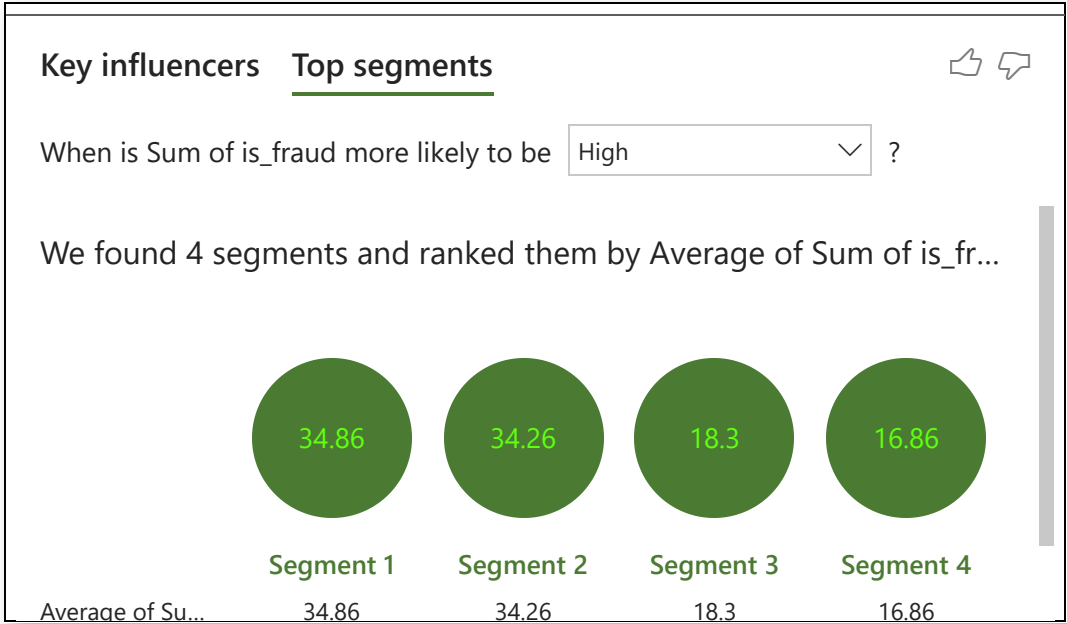 Key influencers Top segments
When is Sum of is_fraud more likely to be High ?
We found 4 segments and ranked them by Average of Sum of is_fr...
34.86 34.26 18.3 16.86
Segment 1 Segment 2 Segment 3 Segment 4
Average of Su... 34.86 34.26 18.3 16.86